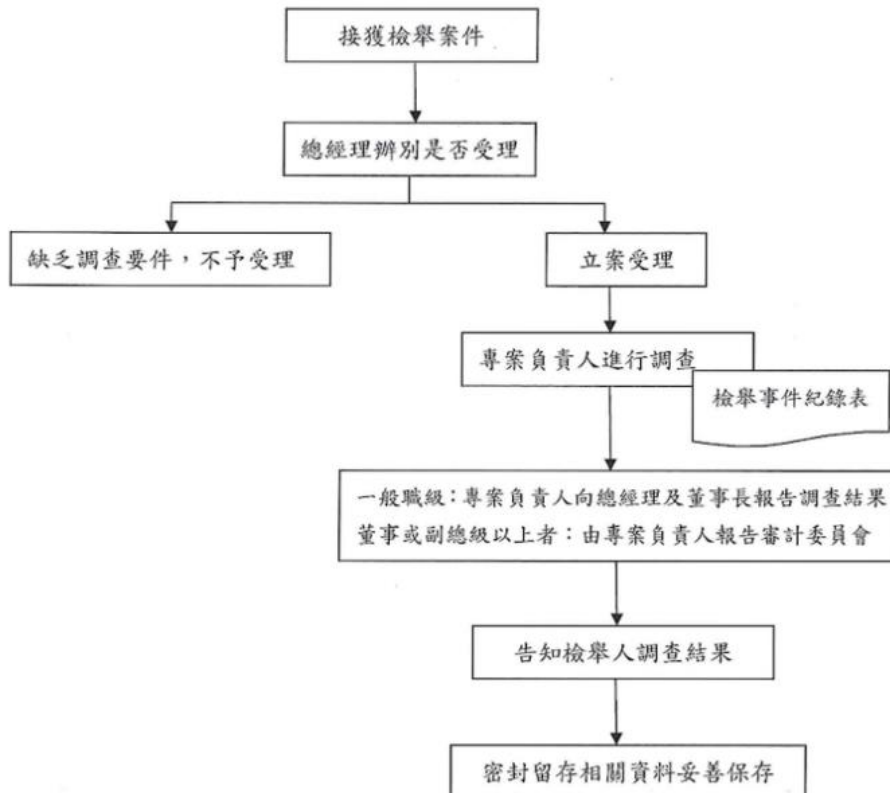 接獲檢舉案件
總經理辦別是否受理
缺乏調查要件，不予受理
立案受理
專案負責人進行調查
檢舉事件紀錄表
一般職級：專案負責人向總經理及董事長報告調查結果
董事或副總級以上者：由專案負責人報告審計委員會
告知檢舉人調查結果
密封留存相關資料妥善保存